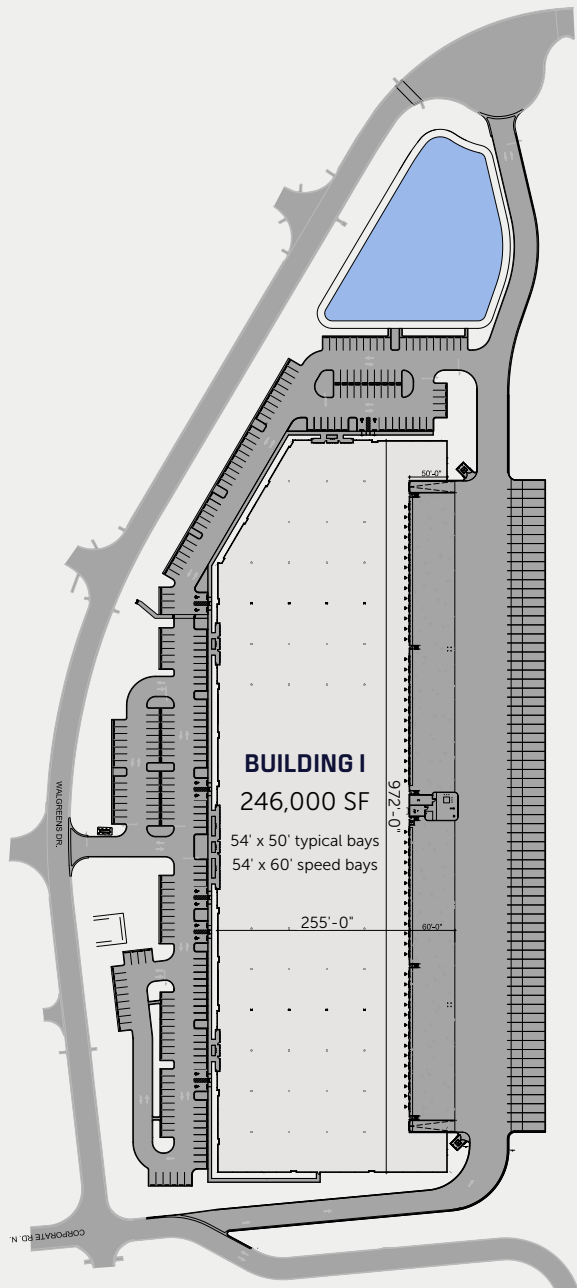 50'-0"
BUILDING I
246,000 SF
54' x 50' typical bays
54' x 60' speed bays
972'-0"
WALGREENS DR.
255'-0"
60'-0"
CORPORATE RD. N.